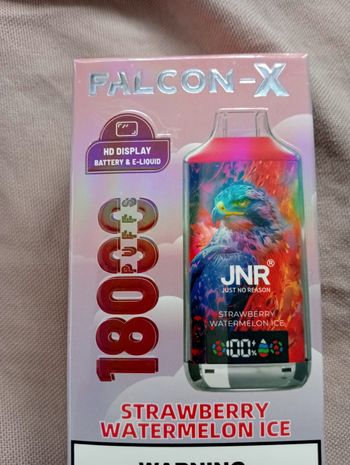 FALCON-X
HD DISPLAY
BATTERY & E-LIQUID
18000
PUFFS
JNR®
JUST NO REASON
STRAWBERRY
WATERMELON ICE
100%
STRAWBERRY
WATERMELON ICE
WARNING